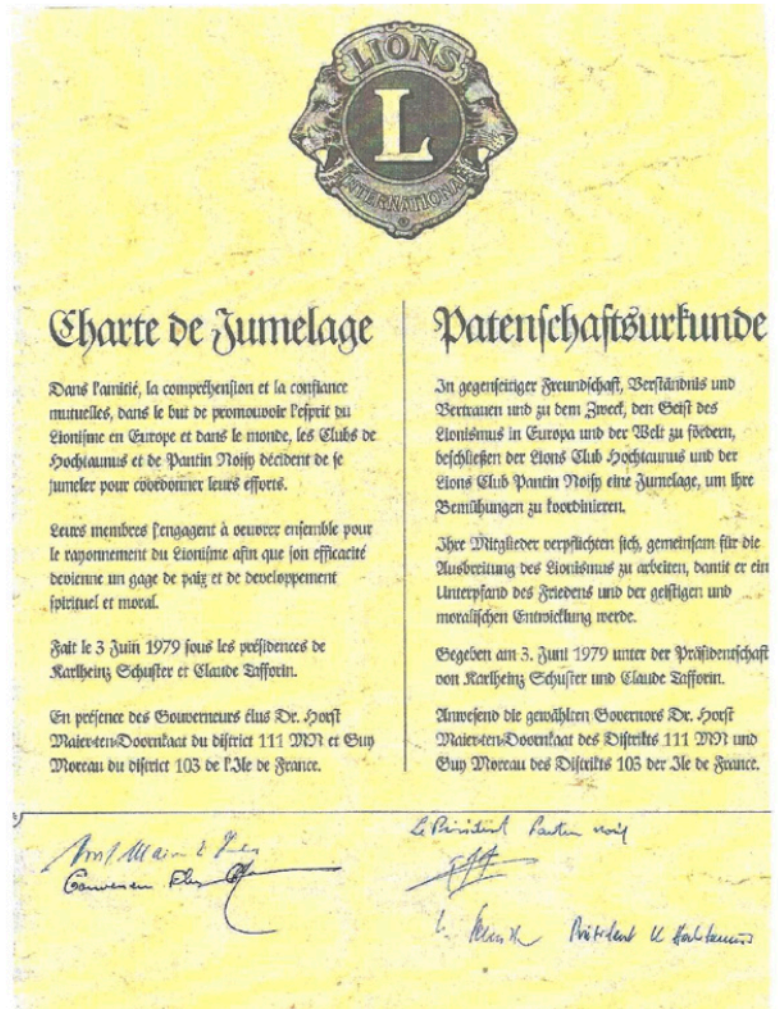 LIONS
L
INTERNATIONAL
Charte de Jumelage
Dans l'amitié, la compréhension et la confiance
mutuelles, dans le but de promouvoir l'esprit du
Lionisme en Europe et dans le monde, les Clubs de
Hochtaunus et de Pantin Noisy décident de se
jumeler pour coordonner leurs efforts.
Leurs membres s'engagent à oeuvrer ensemble pour
le rayonnement du Lionisme afin que son efficacité
devienne un gage de paix et de developpement
spirituel et moral.
Fait le 3 Juin 1979 sous les présidences de
Karlheinz Schuster et Claude Tafforin.
En présence des Gouverneurs élus Dr. Horst
Maier-ten-Doornkaat du district 111 MN et Guy
Moreau du district 103 de l'Ile de France.
Patenschaftsurkunde
In gegenseitiger Freundschaft, Verständnis und
Vertrauen und zu dem Zweck, den Geist des
Lionismus in Europa und der Welt zu fördern,
beschließen der Lions Club Hochtaunus und der
Lions Club Pantin Noisy eine Jumelage, um ihre
Bemühungen zu koordinieren.
Ihre Mitglieder verpflichten sich, gemeinsam für die
Ausbreitung des Lionismus zu arbeiten, damit er ein
Unterpfand des Friedens und der geistigen und
moralischen Entwicklung werde.
Gegeben am 3. Juni 1979 unter der Präsidentschaft
von Karlheinz Schuster und Claude Tafforin.
Anwesend die gewählten Governors Dr. Horst
Maier-ten-Doornkaat des Distrikts 111 MN und
Guy Moreau des Distrikts 103 der Ile de France.
Le Président Pantin
Président